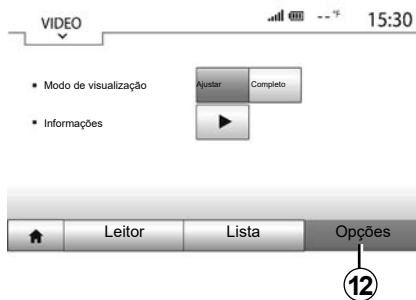 VIDEO
-- °F 15:30
Modo de visualização
Ajustar Completo
Informações
Leitor Lista Opções
12